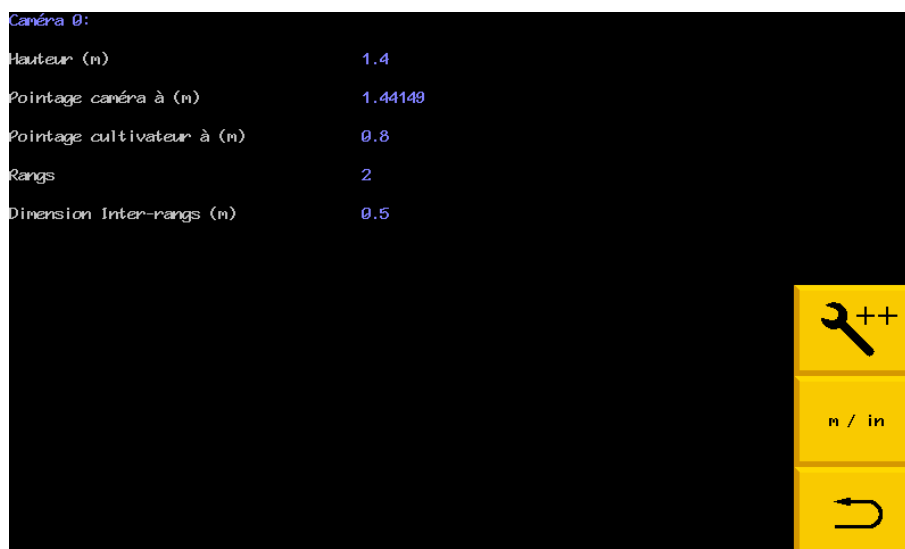 Caméra 0:
Hauteur (m) 1.4
Pointage caméra à (m) 1.44149
Pointage cultivateur à (m) 0.8
Rangs 2
Dimension Inter-rangs (m) 0.5
++
m / in